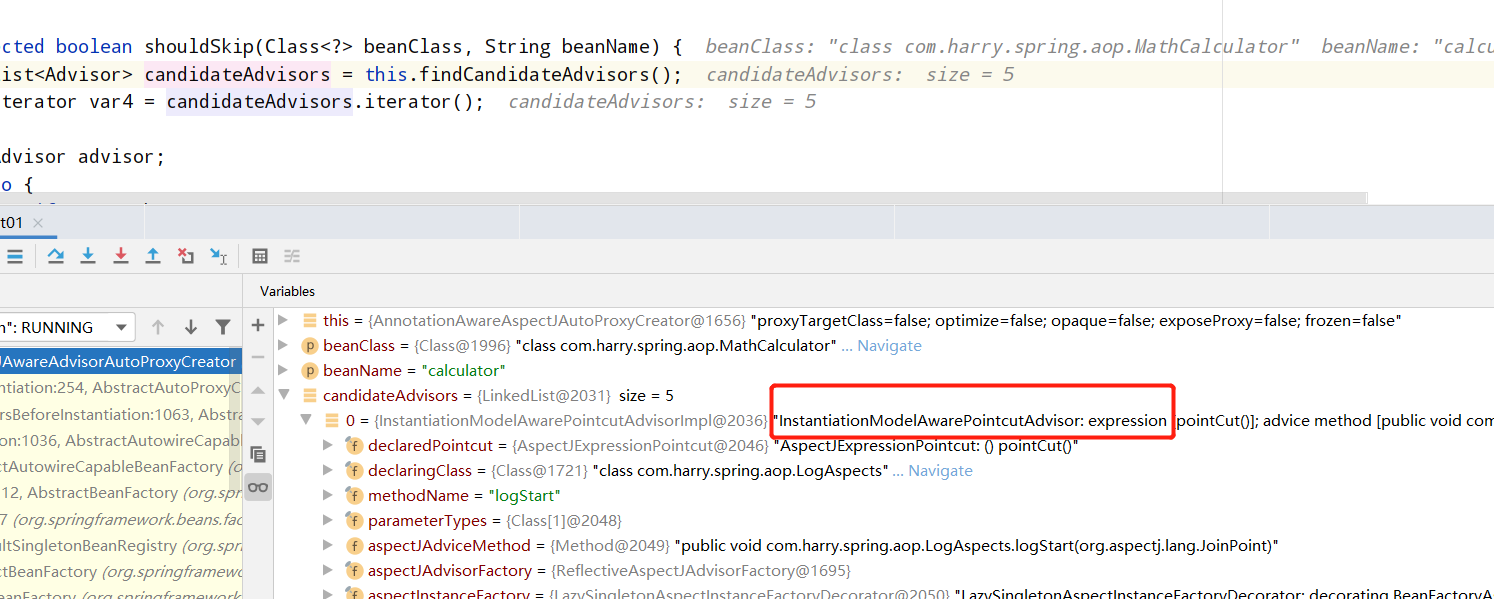 cted boolean shouldSkip(Class<?> beanClass, String beanName) { beanClass: "class com.harry.spring.aop.MathCalculator" beanName: "calcu
ist<Advisor> candidateAdvisors = this.findCandidateAdvisors(); candidateAdvisors: size = 5
terator var4 = candidateAdvisors.iterator(); candidateAdvisors: size = 5
Advisor advisor;
o {
t01
Variables
n": RUNNING
this = {AnnotationAwareAspectJAutoProxyCreator@1656} "proxyTargetClass=false; optimize=false; opaque=false; exposeProxy=false; frozen=false"
beanClass = {Class@1996} "class com.harry.spring.aop.MathCalculator" ... Navigate
beanName = "calculator"
candidateAdvisors = {LinkedList@2031} size = 5
0 = {InstantiationModelAwarePointcutAdvisorImpl@2036} "InstantiationModelAwarePointcutAdvisor: expression [pointCut()]; advice method [public void com
declaredPointcut = {AspectJExpressionPointcut@2046} "AspectJExpressionPointcut: () pointCut()"
declaringClass = {Class@1721} "class com.harry.spring.aop.LogAspects" ... Navigate
methodName = "logStart"
parameterTypes = {Class[1]@2048}
aspectJAdviceMethod = {Method@2049} "public void com.harry.spring.aop.LogAspects.logStart(org.aspectj.lang.JoinPoint)"
aspectJAdvisorFactory = {ReflectiveAspectJAdvisorFactory@1695}
aspectInstanceFactory = {LazySingletonAspectInstanceFactoryDecorator@2050} "LazySingletonAspectInstanceFactoryDecorator: decorating BeanFactoryA
JAwareAdvisorAutoProxyCreator
ntiation:254, AbstractAutoProxyC
rsBeforeInstantiation:1063, Abstra
on:1036, AbstractAutowireCapabl
ctAutowireCapableBeanFactory (o
12, AbstractBeanFactory (org.spr
7 (org.springframework.beans.fac
ultSingletonBeanRegistry (org.spri
ctBeanFactory (org.springframew
eanFactory (org.springframewo